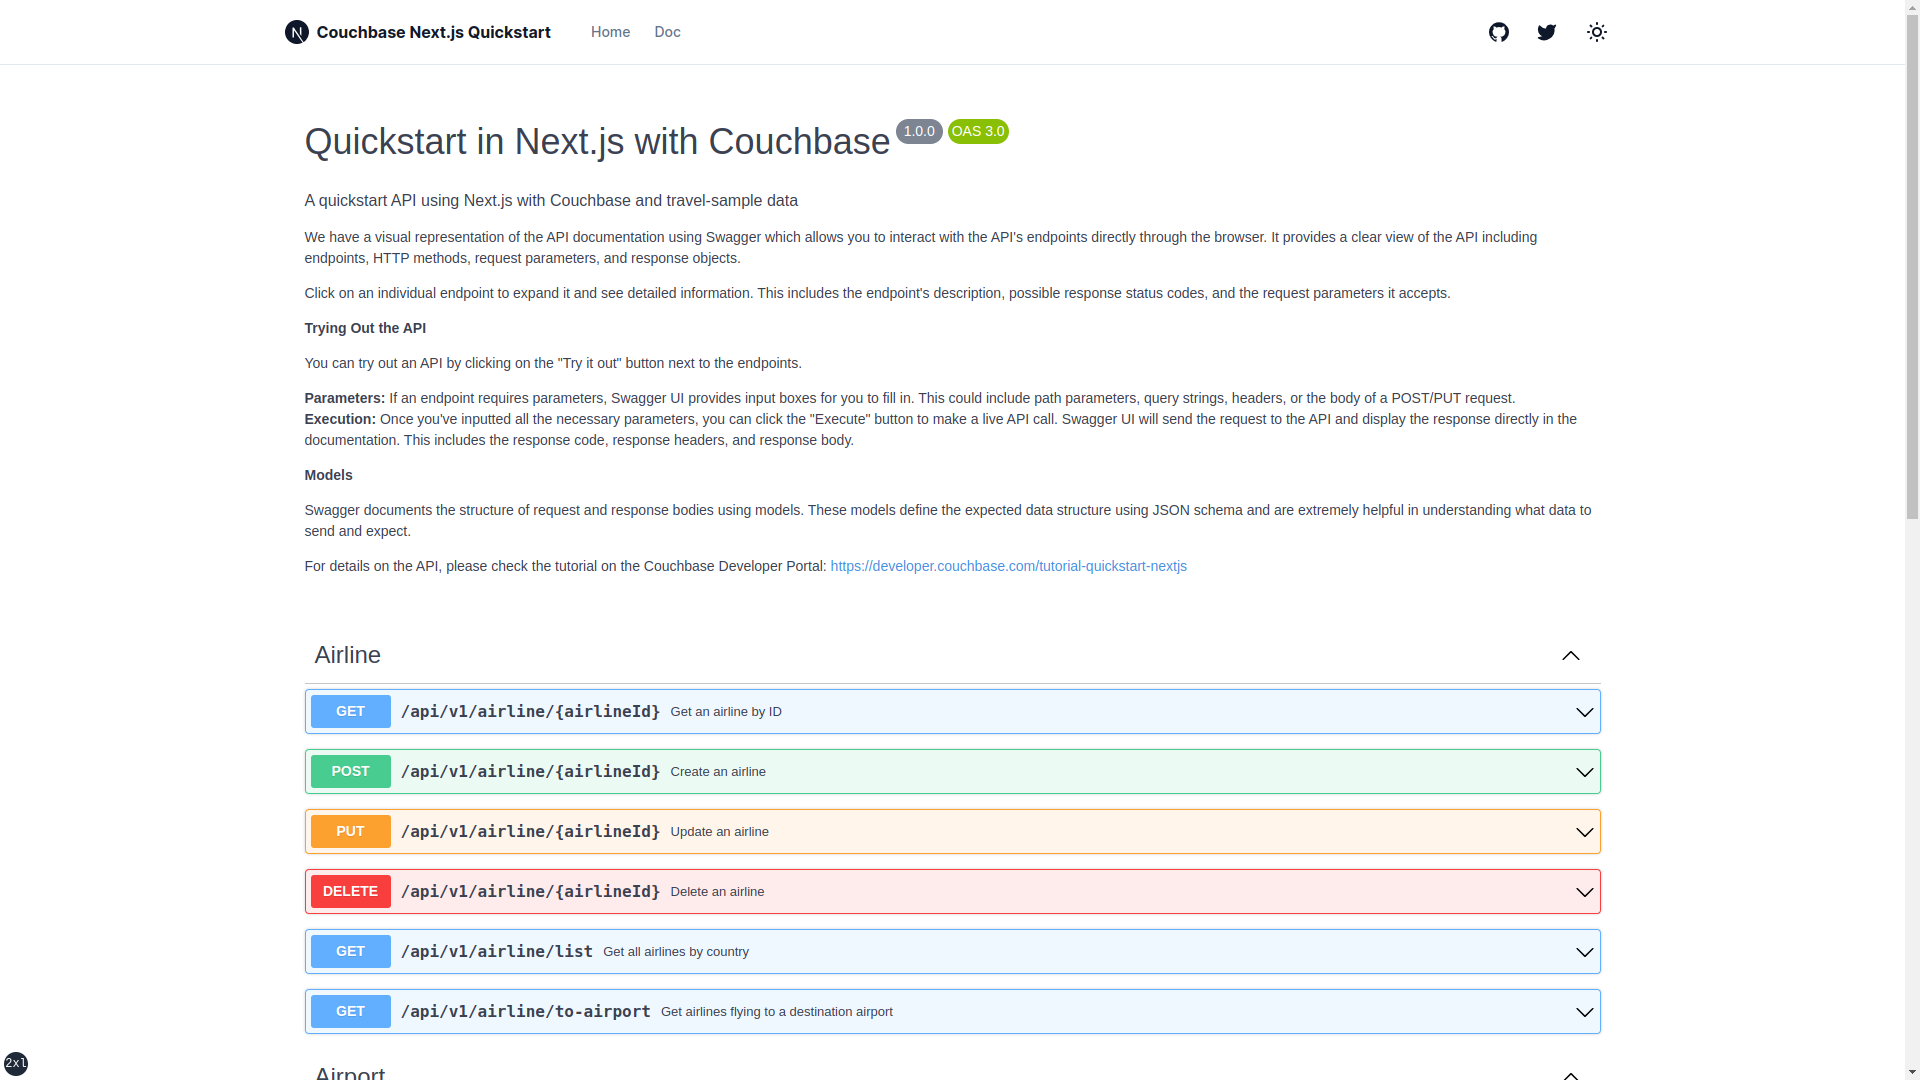 Couchbase Next.js Quickstart Home Doc
Quickstart in Next.js with Couchbase 1.0.0 OAS 3.0
A quickstart API using Next.js with Couchbase and travel-sample data
We have a visual representation of the API documentation using Swagger which allows you to interact with the API's endpoints directly through the browser. It provides a clear view of the API including
endpoints, HTTP methods, request parameters, and response objects.
Click on an individual endpoint to expand it and see detailed information. This includes the endpoint's description, possible response status codes, and the request parameters it accepts.
Trying Out the API
You can try out an API by clicking on the "Try it out" button next to the endpoints.
Parameters: If an endpoint requires parameters, Swagger UI provides input boxes for you to fill in. This could include path parameters, query strings, headers, or the body of a POST/PUT request.
Execution: Once you've inputted all the necessary parameters, you can click the "Execute" button to make a live API call. Swagger UI will send the request to the API and display the response directly in the
documentation. This includes the response code, response headers, and response body.
Models
Swagger documents the structure of request and response bodies using models. These models define the expected data structure using JSON schema and are extremely helpful in understanding what data to
send and expect.
For details on the API, please check the tutorial on the Couchbase Developer Portal: https://developer.couchbase.com/tutorial-quickstart-nextjs
Airline
GET /api/v1/airline/{airlineId} Get an airline by ID
POST /api/v1/airline/{airlineId} Create an airline
PUT /api/v1/airline/{airlineId} Update an airline
DELETE /api/v1/airline/{airlineId} Delete an airline
GET /api/v1/airline/list Get all airlines by country
GET /api/v1/airline/to-airport Get airlines flying to a destination airport
2xl
Airport